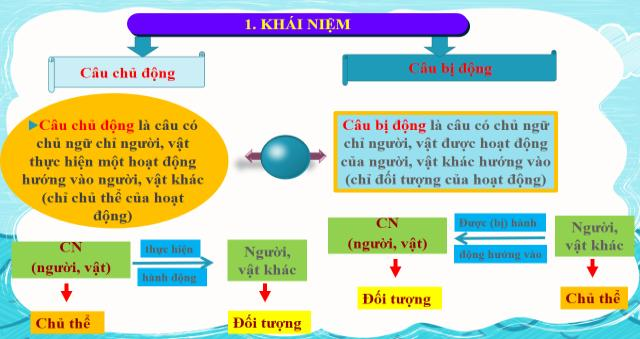 1. KHÁI NIỆM
Câu chủ động
Câu bị động
Câu chủ động là câu có
chủ ngữ chỉ người, vật
thực hiện một hoạt động
hướng vào người, vật khác
(chỉ chủ thể của hoạt
động)
Câu bị động là câu có chủ ngữ
chỉ người, vật được hoạt động
của người, vật khác hướng vào
(chỉ đối tượng của hoạt động)
CN
(người, vật)
thực hiện
hành động
Người,
vật khác
Chủ thể
Đối tượng
CN
(người, vật)
Được (bị) hành
động hướng vào
Người,
vật khác
Đối tượng
Chủ thể